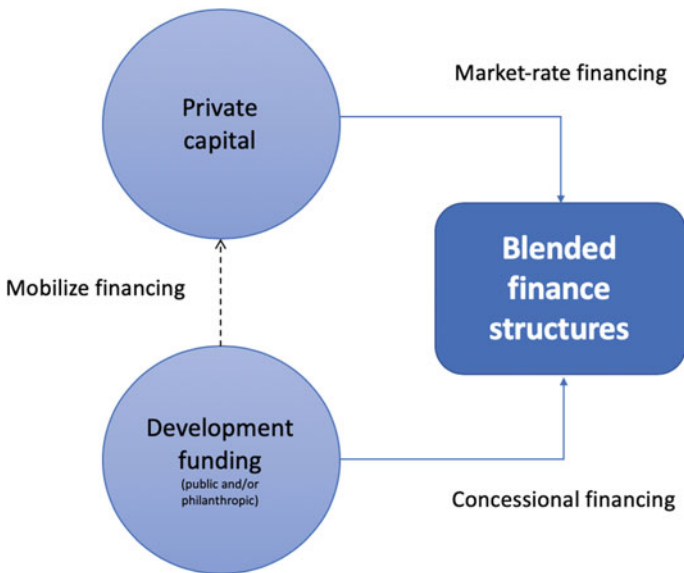 Market-rate financing
Private
capital
Blended
finance
structures
Mobilize financing
Development
funding
(public and/or
philanthropic)
Concessional financing